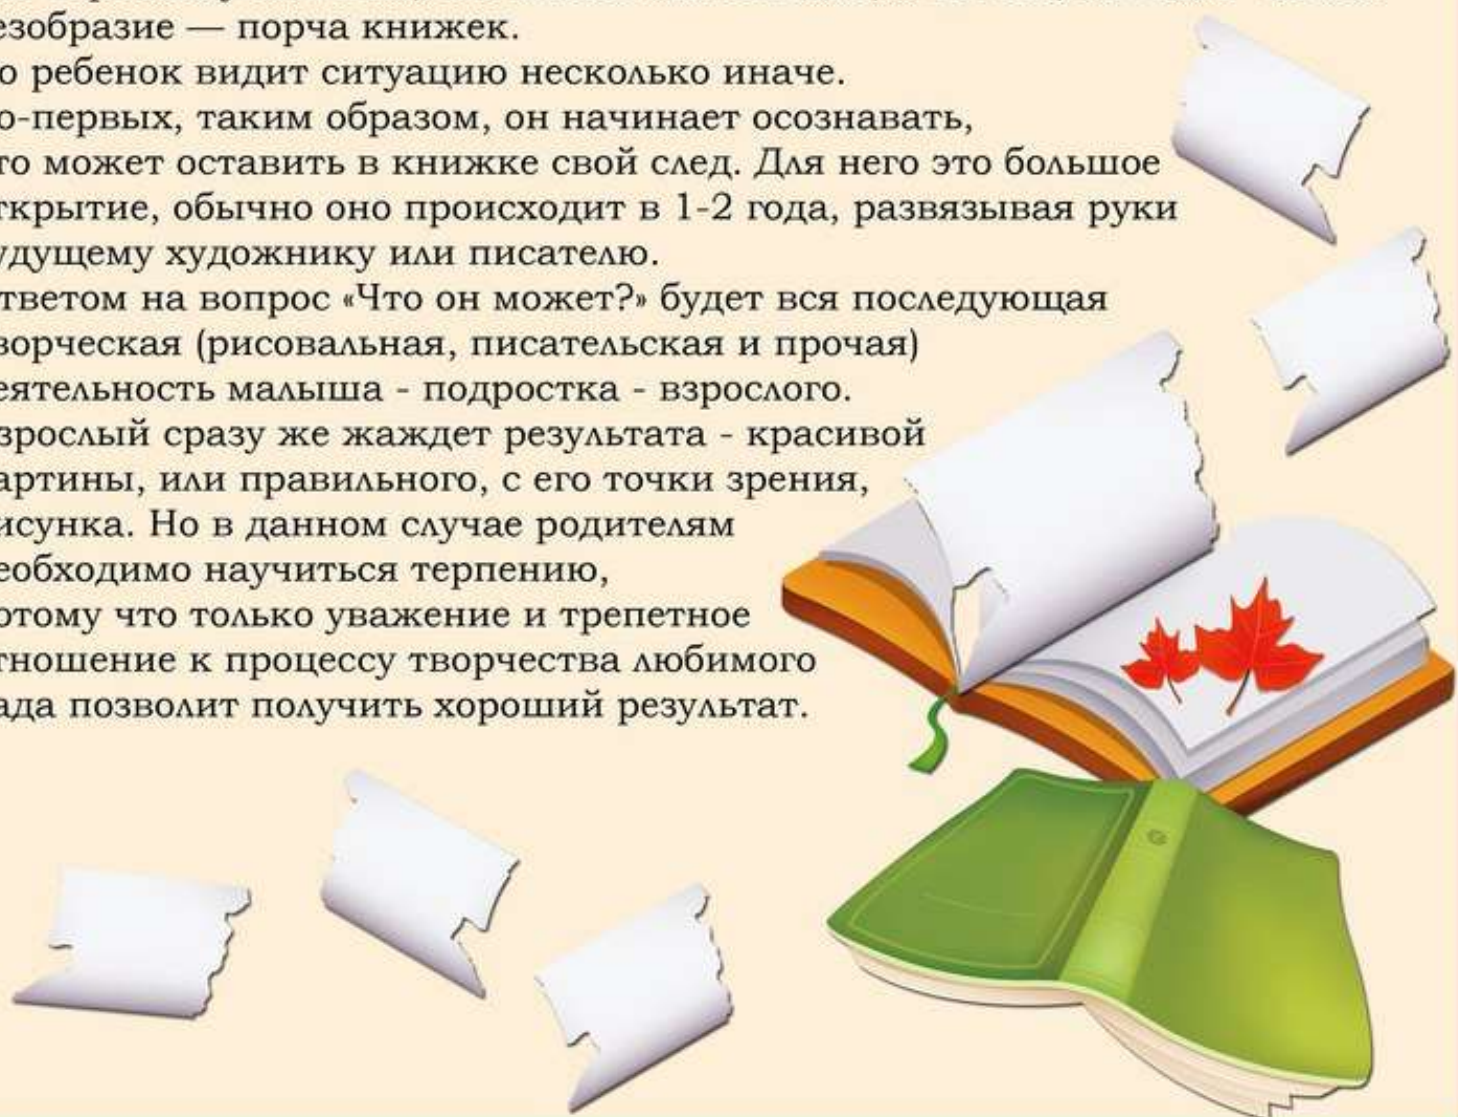 езобразие — порча книжек.
о ребенок видит ситуацию несколько иначе.
о-первых, таким образом, он начинает осознавать,
то может оставить в книжке свой след. Для него это большое
ткрытие, обычно оно происходит в 1-2 года, развязывая руки
удущему художнику или писателю.
тветом на вопрос «Что он может?» будет вся последующая
ворческая (рисовальная, писательская и прочая)
еятельность малыша - подростка - взрослого.
зрослый сразу же жаждет результата - красивой
артины, или правильного, с его точки зрения,
исунка. Но в данном случае родителям
еобходимо научиться терпению,
отому что только уважение и трепетное
тношение к процессу творчества любимого
ада позволит получить хороший результат.